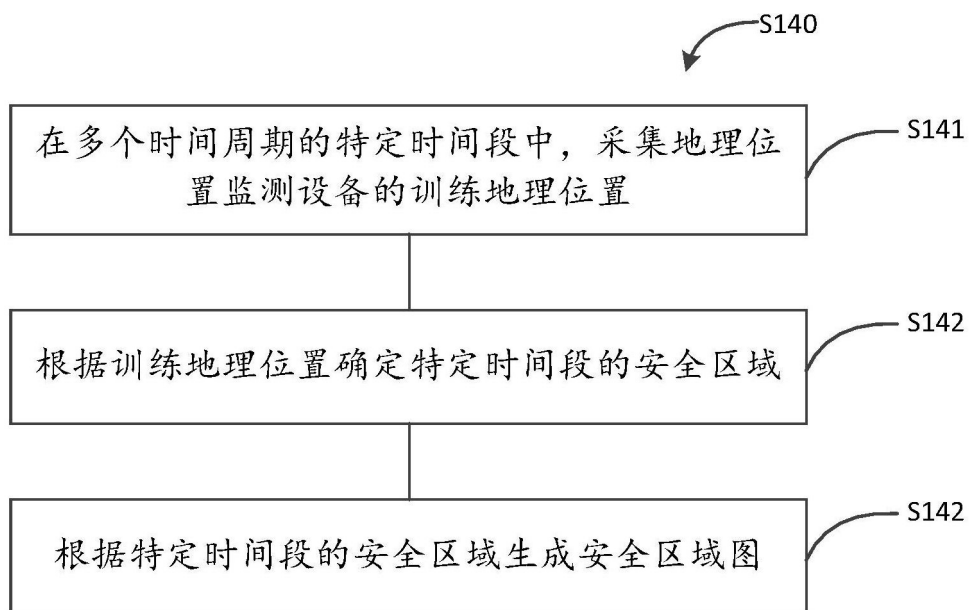 S140
在多个时间周期的特定时间段中，采集地理位
置监测设备的训练地理位置
S141
根据训练地理位置确定特定时间段的安全区域
S142
根据特定时间段的安全区域生成安全区域图
S142